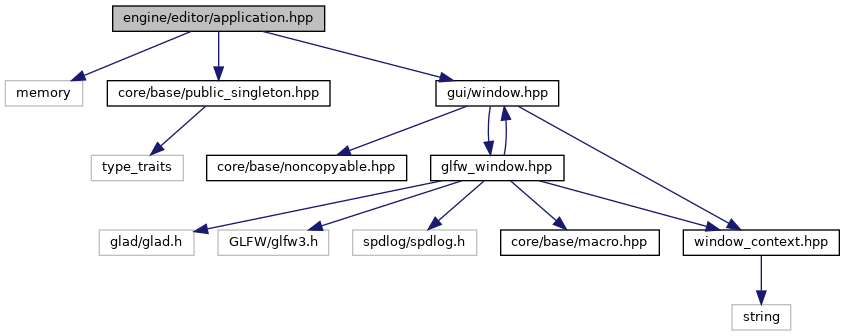 engine/editor/application.hpp
memory
core/base/public_singleton.hpp
gui/window.hpp
type_traits
core/base/noncopyable.hpp
glfw_window.hpp
glad/glad.h
GLFW/glfw3.h
spdlog/spdlog.h
core/base/macro.hpp
window_context.hpp
string